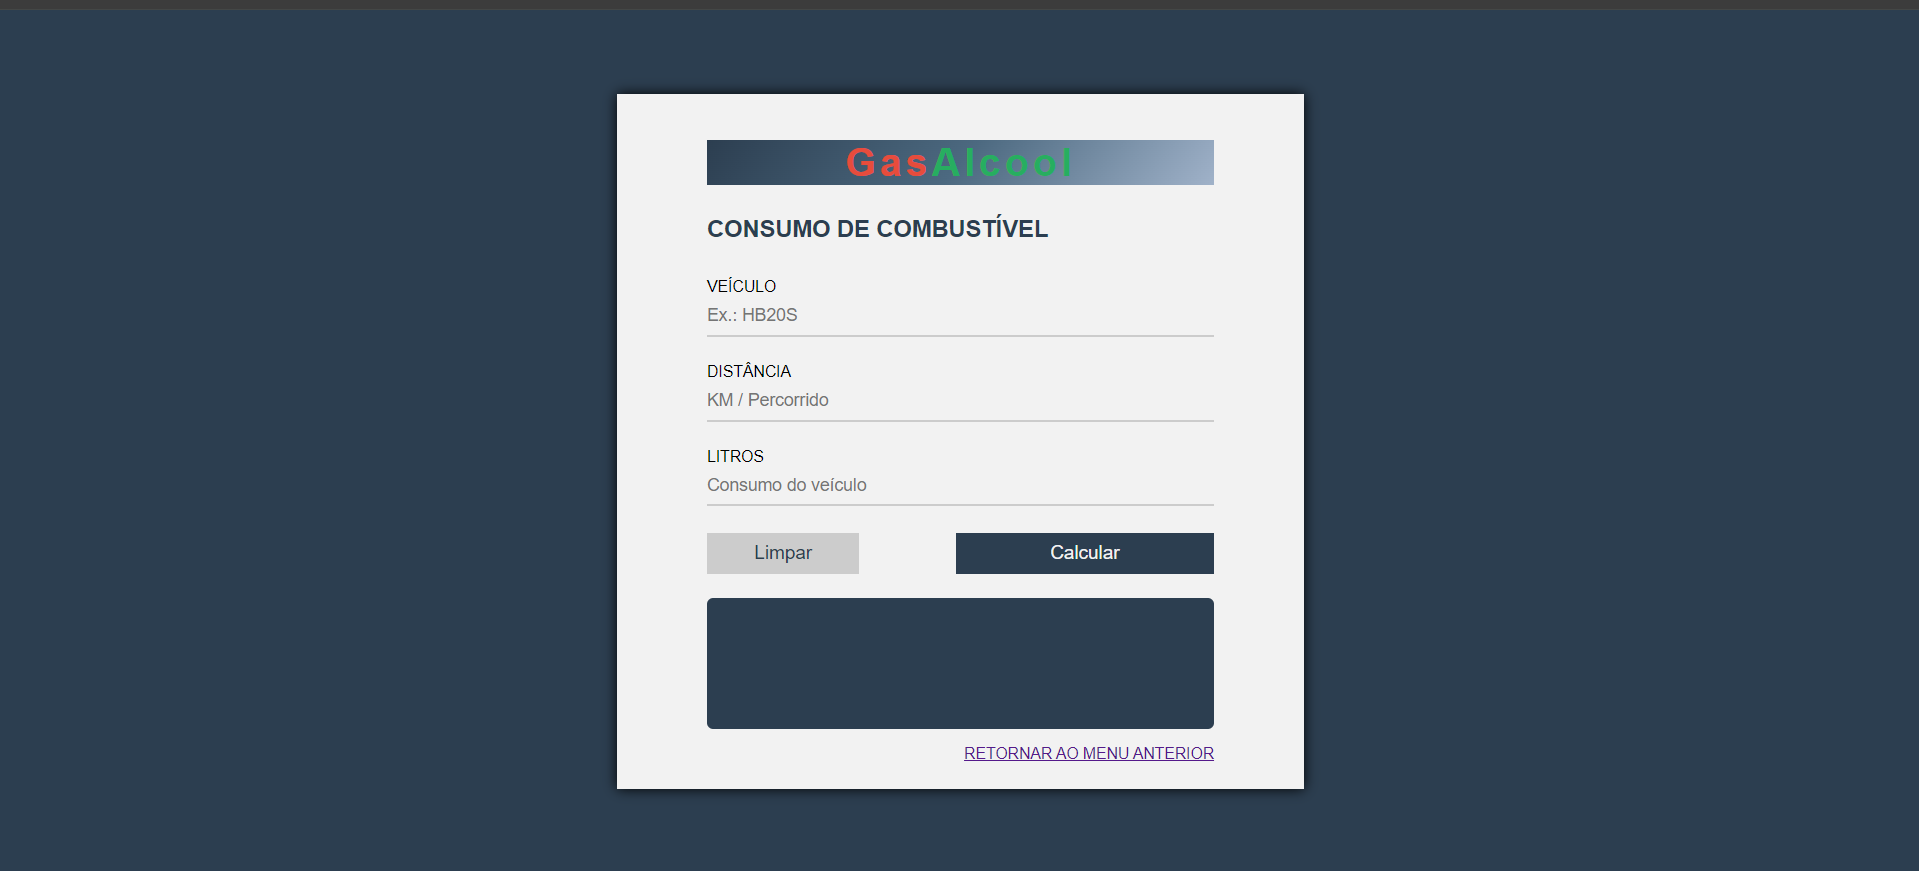 GasAlcool
CONSUMO DE COMBUSTÍVEL
VEÍCULO
Ex.: HB20S
DISTÂNCIA
KM / Percorrido
LITROS
Consumo do veículo
Limpar Calcular
RETORNAR AO MENU ANTERIOR